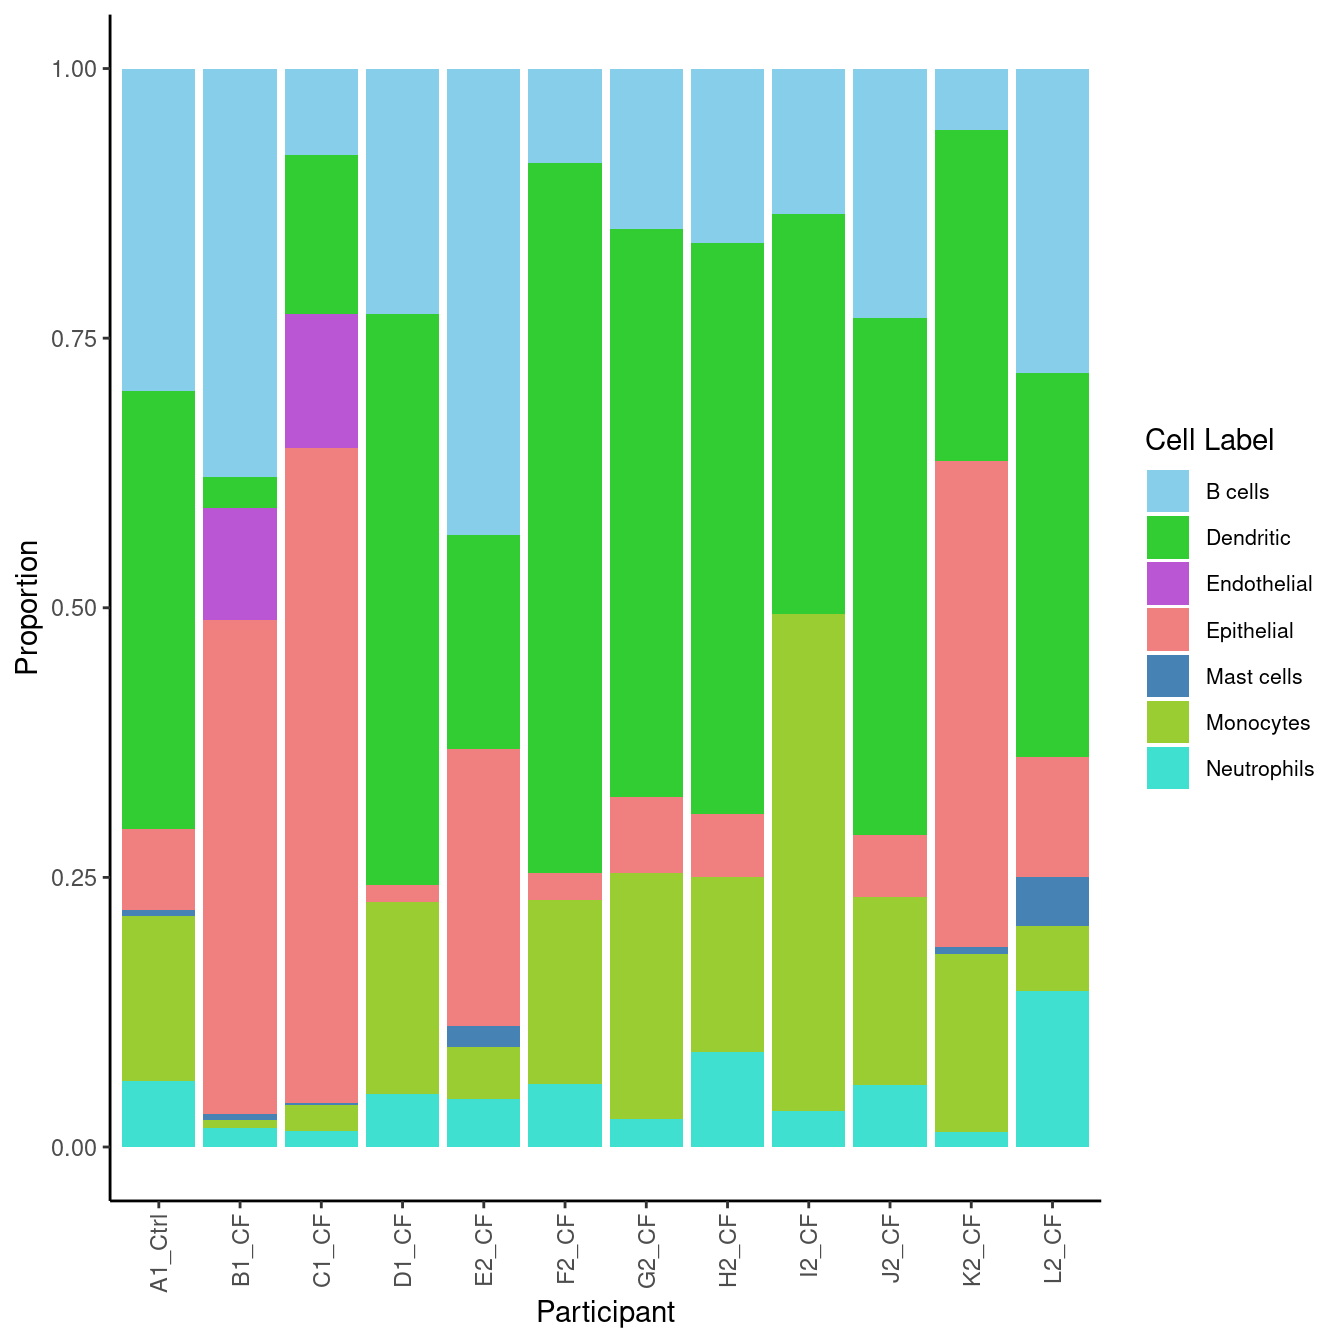 1.00
0.75
0.50
0.25
0.00
Proportion
A1_Ctrl
B1_CF
C1_CF
D1_CF
E2_CF
F2_CF
G2_CF
H2_CF
I2_CF
J2_CF
K2_CF
L2_CF
Participant
Cell Label
B cells
Dendritic
Endothelial
Epithelial
Mast cells
Monocytes
Neutrophils